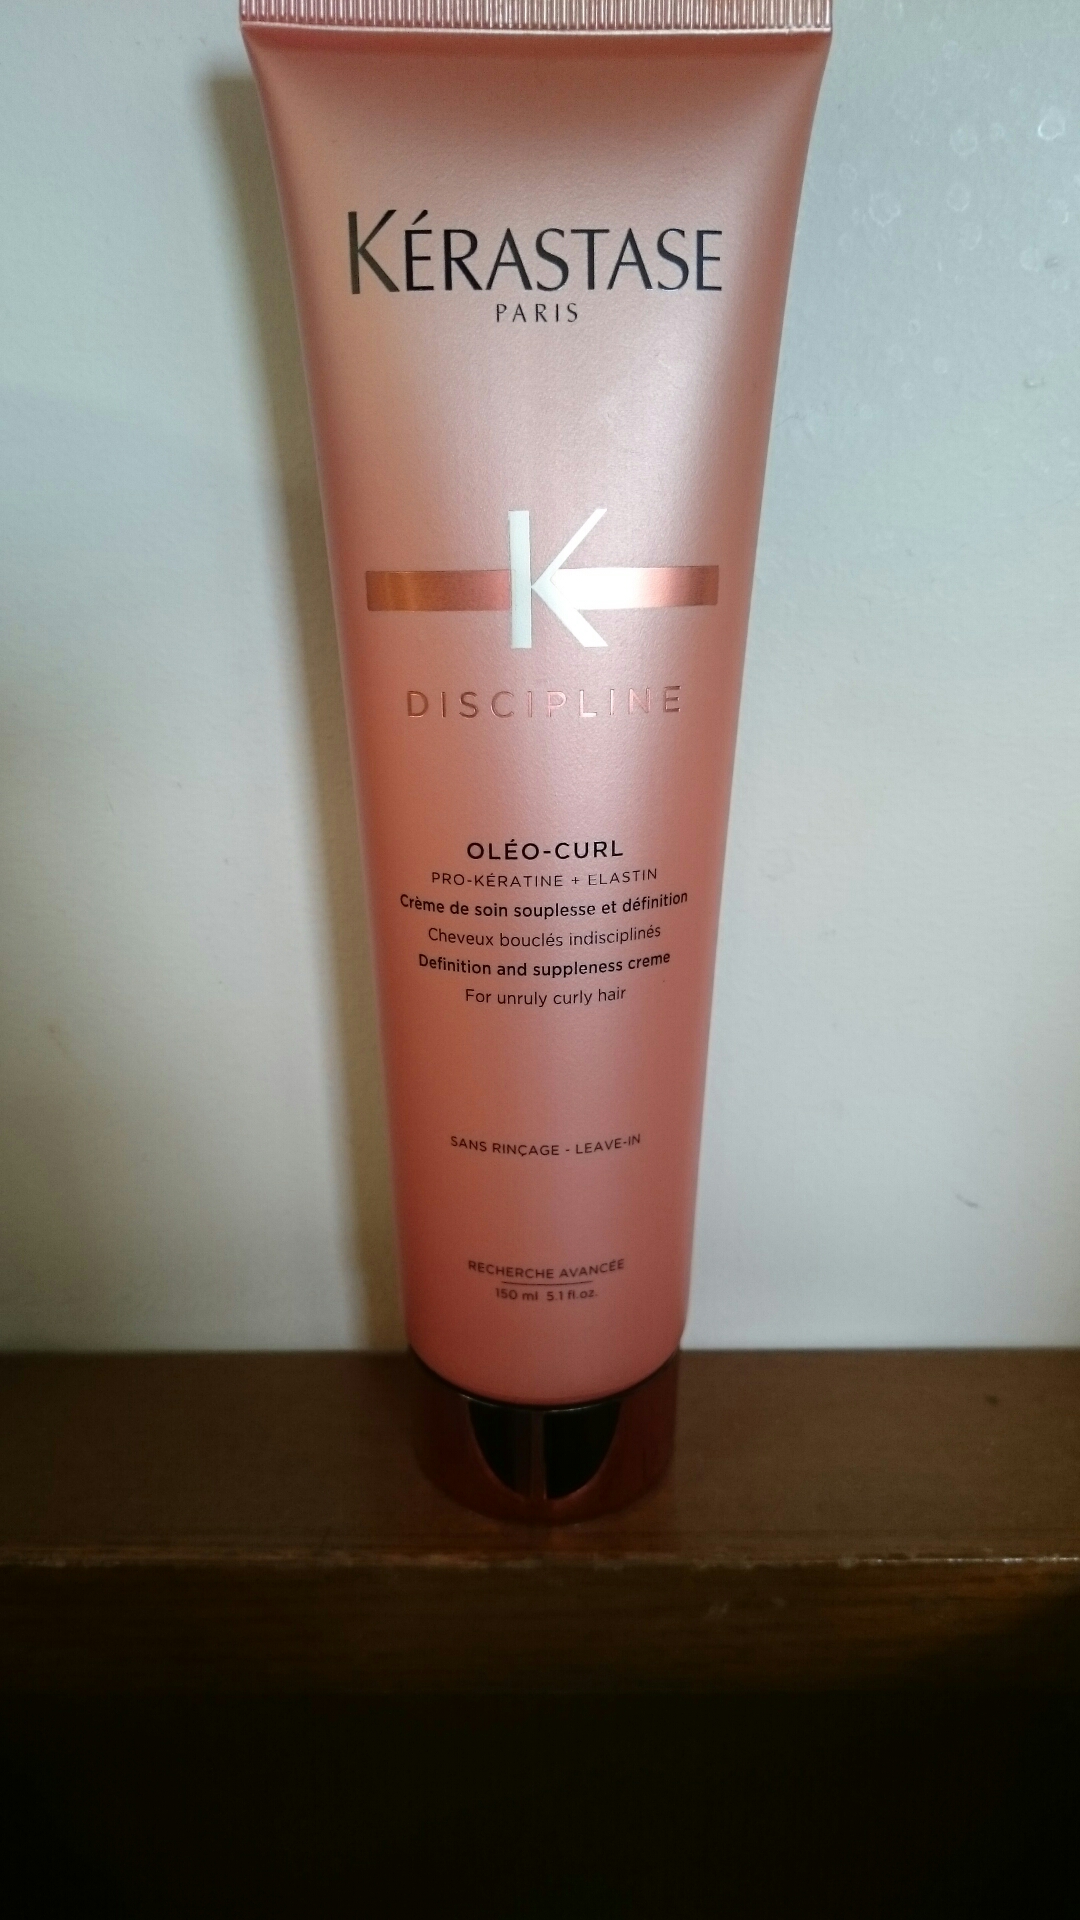 KÉRASTASE
PARIS
K
DISCIPLINE
OLÉO-CURL
PRO-KÉRATINE + ELASTIN
Crème de soin souplesse et définition
Cheveux bouclés indisciplinés
Definition and suppleness creme
For unruly curly hair
SANS RINÇAGE - LEAVE-IN
RECHERCHE AVANCÉE
150 ml 5.1 fl.oz.